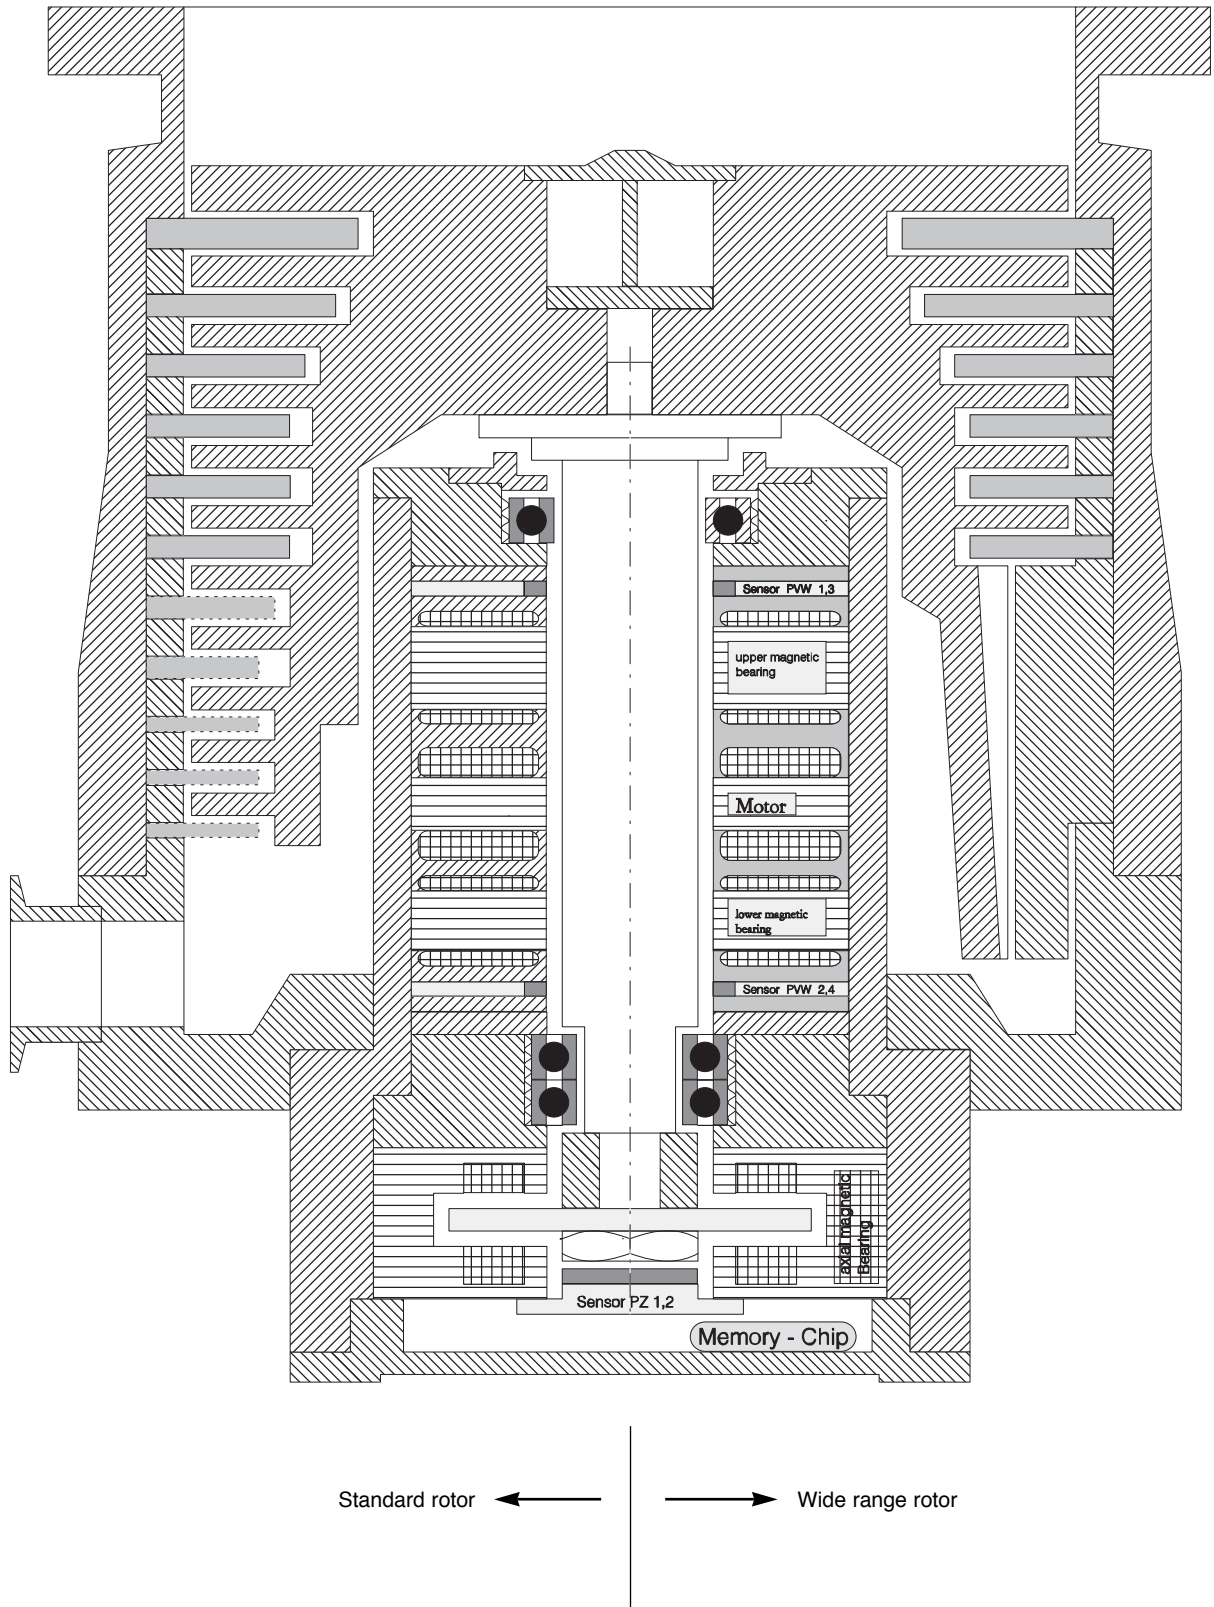 Sensor PVW 1,3
upper magnetic
bearing
Motor
lower magnetic
bearing
Sensor PVW 2,4
axial magnetic
Bearing
Sensor PZ 1,2
Memory - Chip
Standard rotor
Wide range rotor